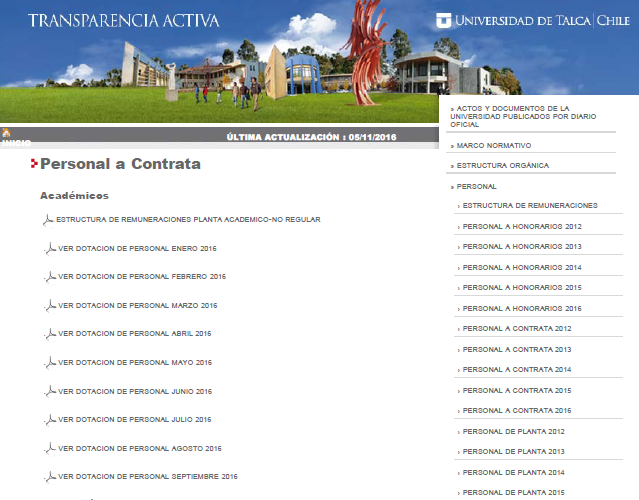 TRANSPARENCIA ACTIVA
UNIVERSIDAD DE TALCA | CHILE
INICIO
ÚLTIMA ACTUALIZACIÓN : 05/11/2016
Personal a Contrata
Académicos
ESTRUCTURA DE REMUNERACIONES PLANTA ACADEMICO-NO REGULAR
VER DOTACION DE PERSONAL ENERO 2016
VER DOTACION DE PERSONAL FEBRERO 2016
VER DOTACION DE PERSONAL MARZO 2016
VER DOTACION DE PERSONAL ABRIL 2016
VER DOTACION DE PERSONAL MAYO 2016
VER DOTACION DE PERSONAL JUNIO 2016
VER DOTACION DE PERSONAL JULIO 2016
VER DOTACION DE PERSONAL AGOSTO 2016
VER DOTACION DE PERSONAL SEPTIEMBRE 2016
» ACTOS Y DOCUMENTOS DE LA
UNIVERSIDAD PUBLICADOS POR DIARIO
OFICIAL
» MARCO NORMATIVO
» ESTRUCTURA ORGÁNICA
» PERSONAL
› ESTRUCTURA DE REMUNERACIONES
› PERSONAL A HONORARIOS 2012
› PERSONAL A HONORARIOS 2013
› PERSONAL A HONORARIOS 2014
› PERSONAL A HONORARIOS 2015
› PERSONAL A HONORARIOS 2016
› PERSONAL A CONTRATA 2012
› PERSONAL A CONTRATA 2013
› PERSONAL A CONTRATA 2014
› PERSONAL A CONTRATA 2015
› PERSONAL A CONTRATA 2016
› PERSONAL DE PLANTA 2012
› PERSONAL DE PLANTA 2013
› PERSONAL DE PLANTA 2014
› PERSONAL DE PLANTA 2015